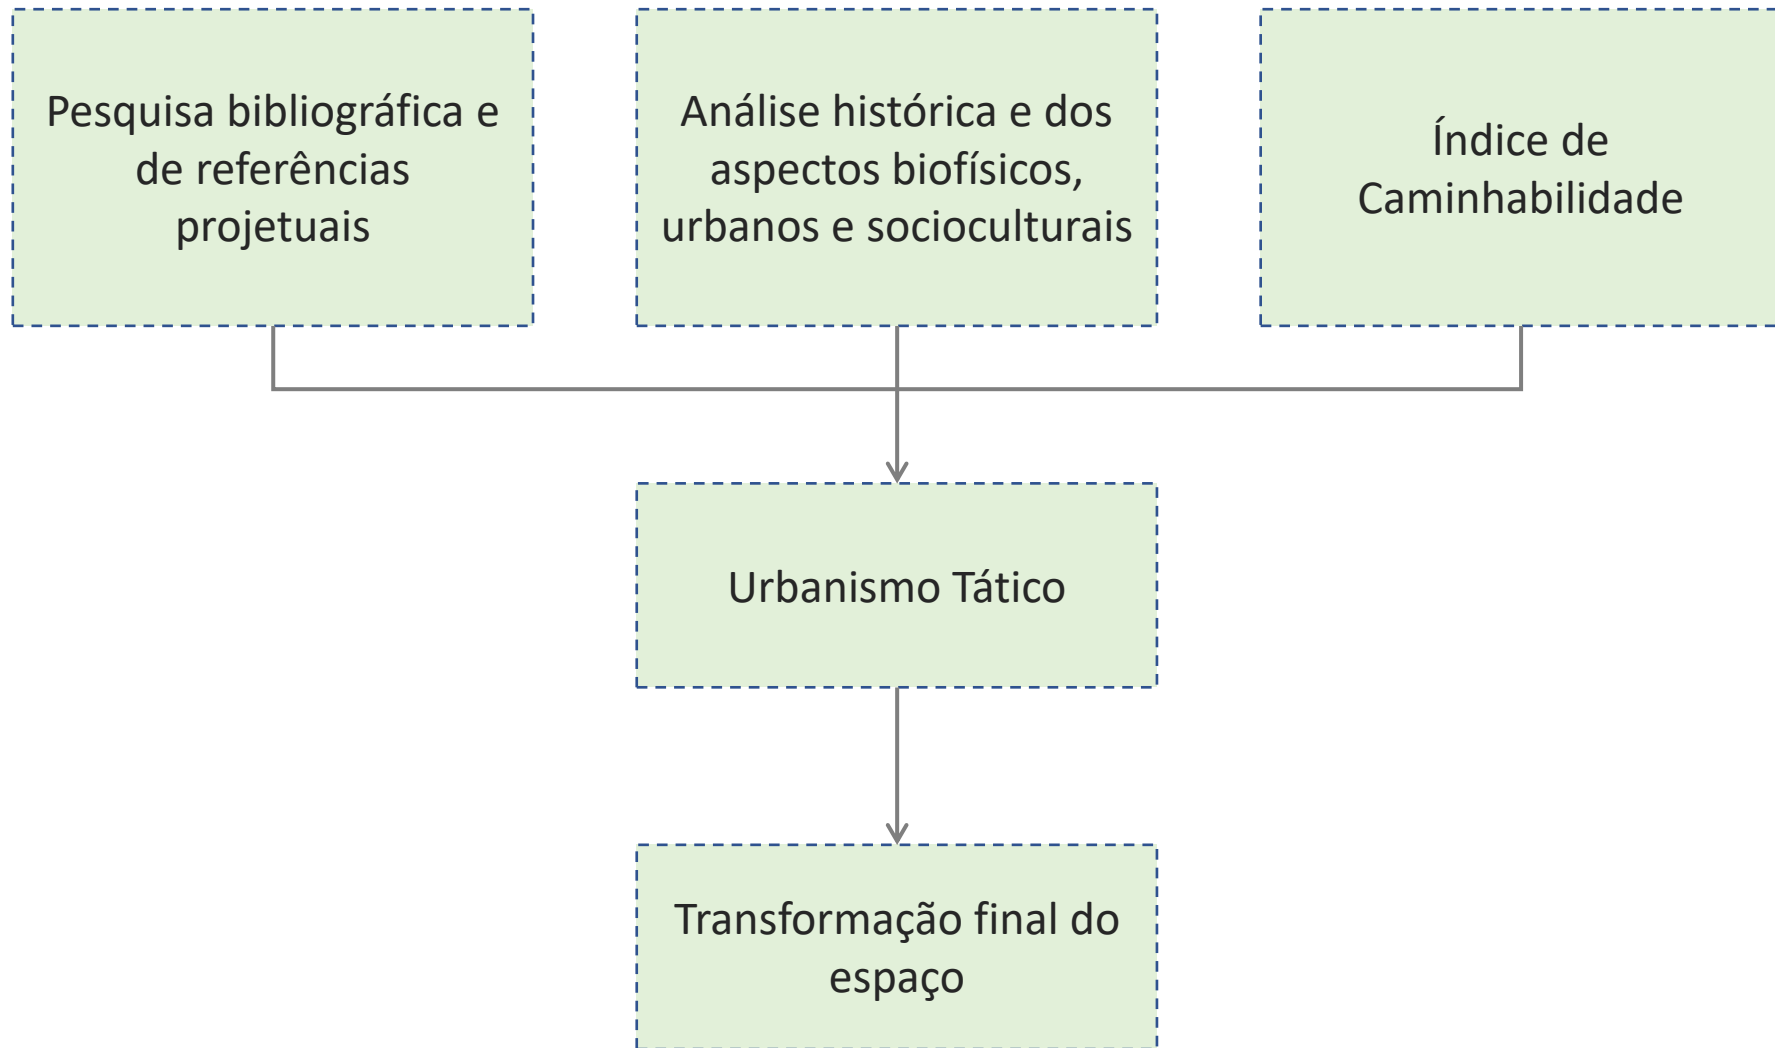 Pesquisa bibliográfica e
de referências
projetuais
Análise histórica e dos
aspectos biofísicos,
urbanos e socioculturais
Índice de
Caminhabilidade
Urbanismo Tático
Transformação final do
espaço